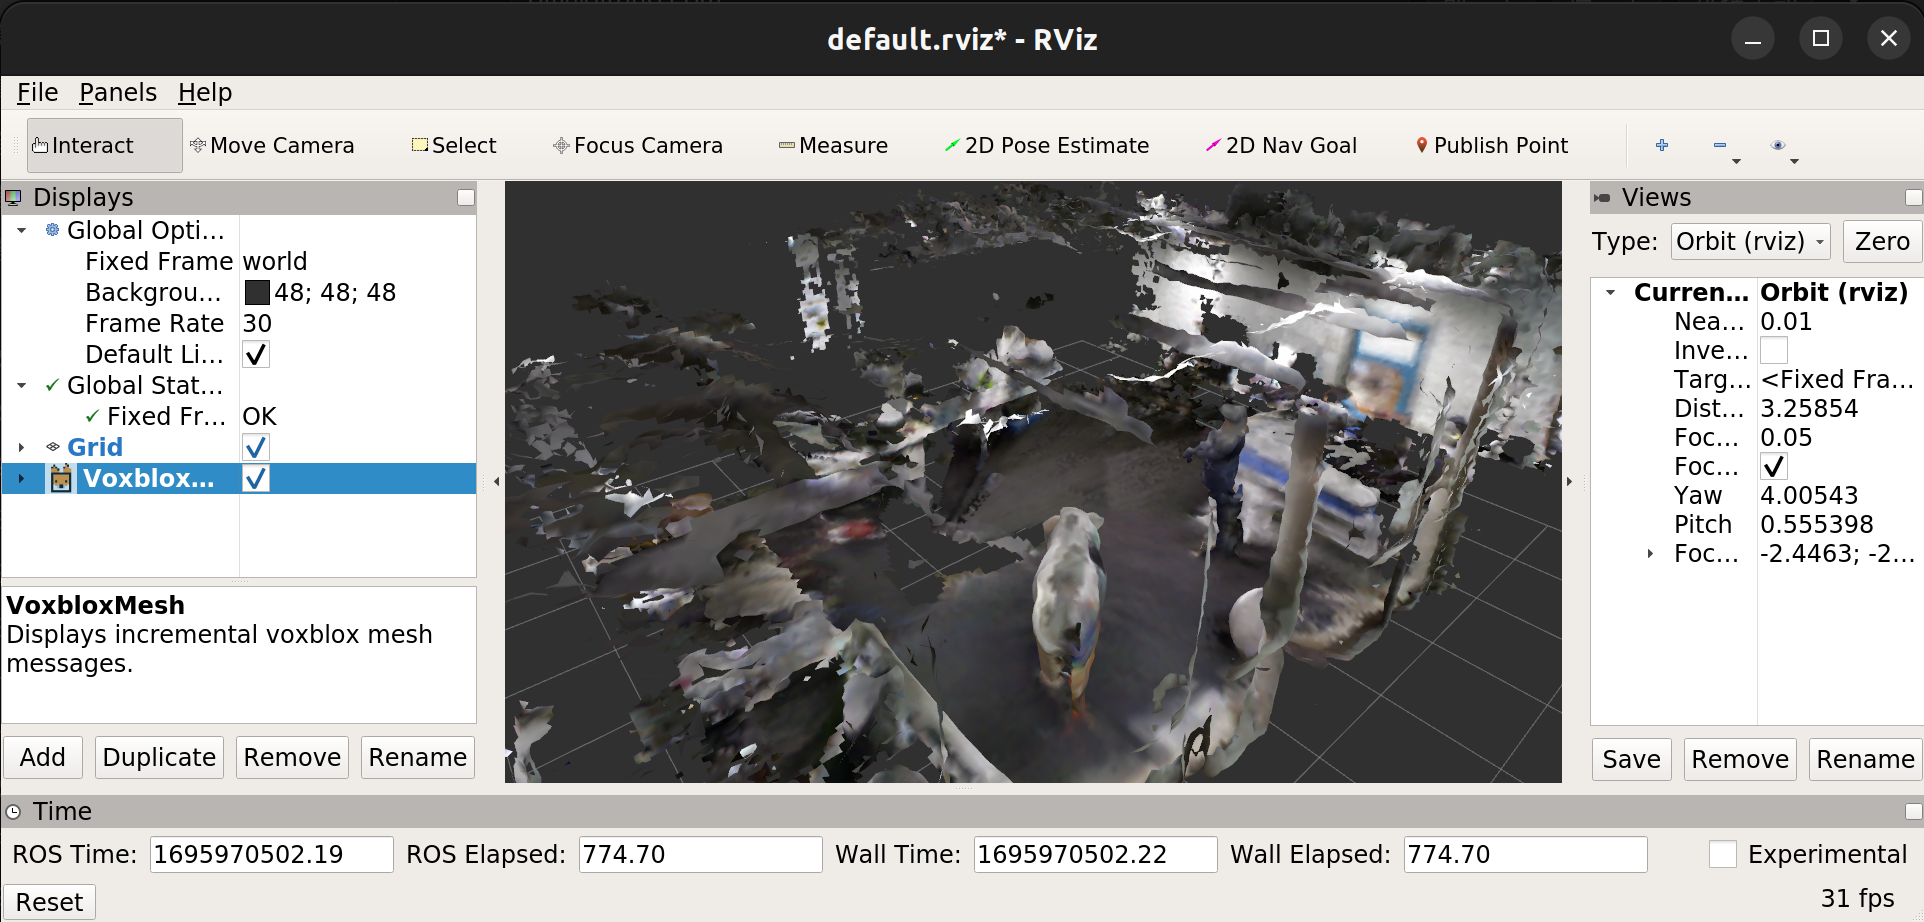 default.rviz* - RViz
File Panels Help
Interact Move Camera Select Focus Camera Measure 2D Pose Estimate 2D Nav Goal Publish Point
Displays
Global Opti...
Fixed Frame world
Backgrou... 48; 48; 48
Frame Rate 30
Default Li...
Global Stat...
Fixed Fr... OK
Grid
Voxblox...
VoxbloxMesh
Displays incremental voxblox mesh
messages.
Add Duplicate Remove Rename
Views
Type: Orbit (rviz) Zero
Curren... Orbit (rviz)
Nea... 0.01
Inve...
Targ... <Fixed Fra...
Dist... 3.25854
Foc... 0.05
Foc...
Yaw 4.00543
Pitch 0.555398
Foc... -2.4463; -2...
Save Remove Rename
Time
ROS Time: 1695970502.19 ROS Elapsed: 774.70 Wall Time: 1695970502.22 Wall Elapsed: 774.70 Experimental
Reset 31 fps